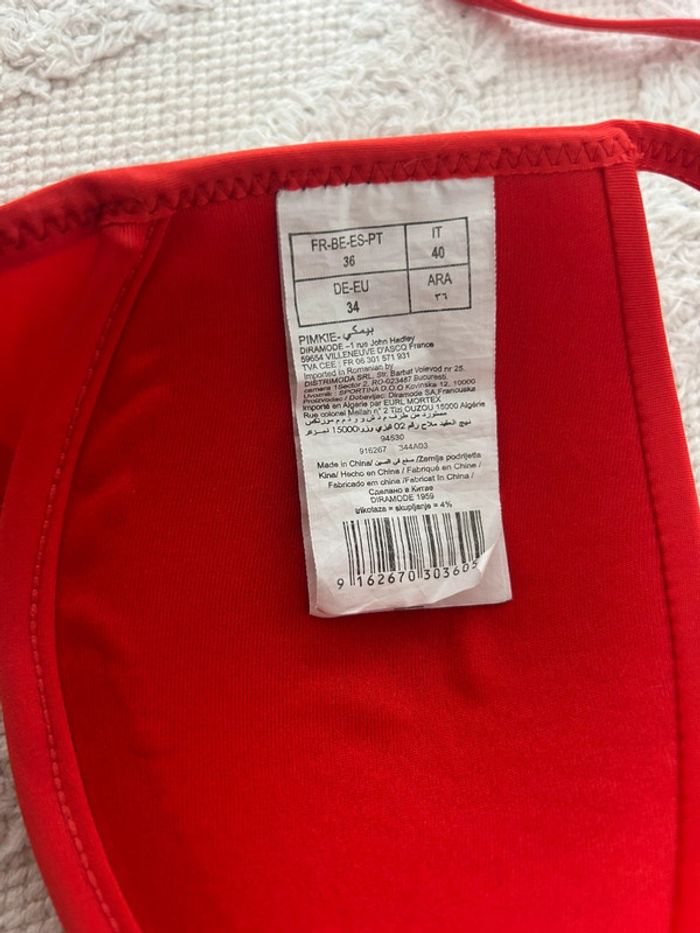 FR-BE-ES-PT
36
IT
40
DE-EU
34
ARA
٣٦
PIMKIE-بيمكي
DIRAMODE -1 rue John Hadley
59654 VILLENEUVE D'ASCQ France
TVA CEE : FR 06 301 571 931
Imported in Romanian by
DISTRIMODA SRL, Str. Barbat Voievod nr 25.
camera 1Sector 2, RO-023487 Bucuresti.
Uvoznik : SPORTINA D.O.O Kovinska 12, 10000
Proizvodac / Dobavljac: Diramode SA,Franouska
Importé en Algérie par EURL MORTEX
Rue colonel Mellah n° 2 Tizi OUZOU 15000 Algérie
94530
916267 344A03
Made in China/ صنع في الصين /Zemlja podrijetla
Kina/ Hecho en China / Fabriqué en Chine /
Fabricado em china /Fabricat în China /
Сделано в Китае
DIRAMODE 1959
trikotaza = skupljanje = 4%
9 162670 303605